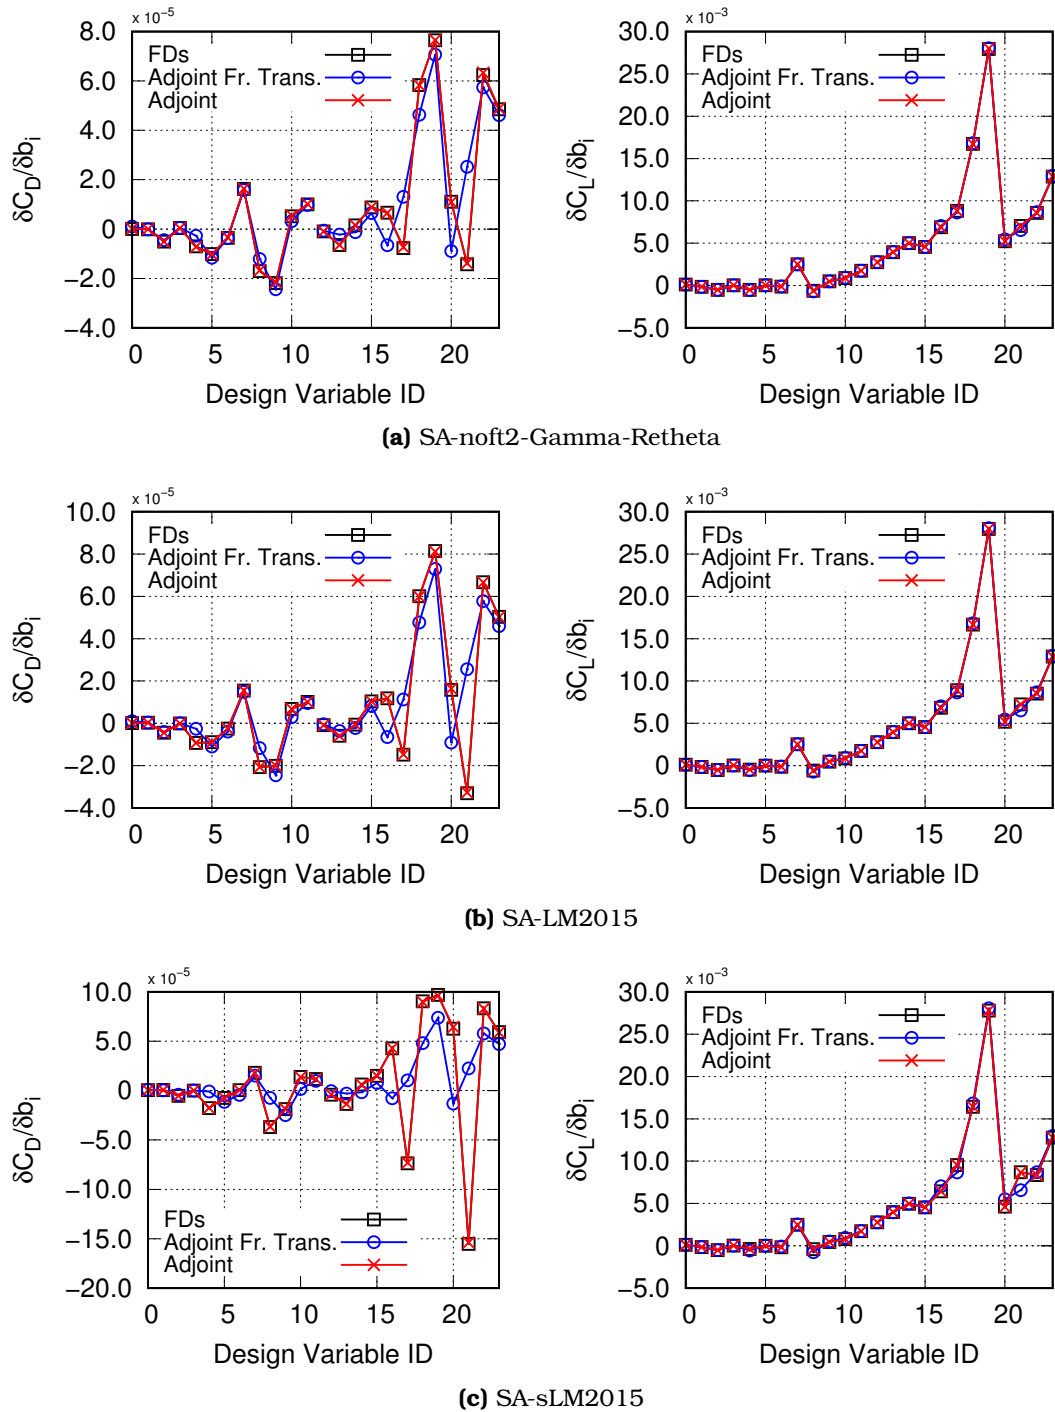 x 10⁻⁵
8.0
6.0
4.0
2.0
0
−2.0
−4.0
δC_D/δb_i
FDs
Adjoint Fr. Trans.
Adjoint
0 5 10 15 20
Design Variable ID
x 10⁻³
30.0
25.0
20.0
15.0
10.0
5.0
0
−5.0
δC_L/δb_i
FDs
Adjoint Fr. Trans.
Adjoint
0 5 10 15 20
Design Variable ID
(a) SA-noft2-Gamma-Retheta
x 10⁻⁵
10.0
8.0
6.0
4.0
2.0
0
−2.0
−4.0
δC_D/δb_i
FDs
Adjoint Fr. Trans.
Adjoint
0 5 10 15 20
Design Variable ID
x 10⁻³
30.0
25.0
20.0
15.0
10.0
5.0
0
−5.0
δC_L/δb_i
FDs
Adjoint Fr. Trans.
Adjoint
0 5 10 15 20
Design Variable ID
(b) SA-LM2015
x 10⁻⁵
10.0
5.0
0
−5.0
−10.0
−15.0
−20.0
δC_D/δb_i
FDs
Adjoint Fr. Trans.
Adjoint
0 5 10 15 20
Design Variable ID
x 10⁻³
30.0
25.0
20.0
15.0
10.0
5.0
0
−5.0
δC_L/δb_i
FDs
Adjoint Fr. Trans.
Adjoint
0 5 10 15 20
Design Variable ID
(c) SA-sLM2015